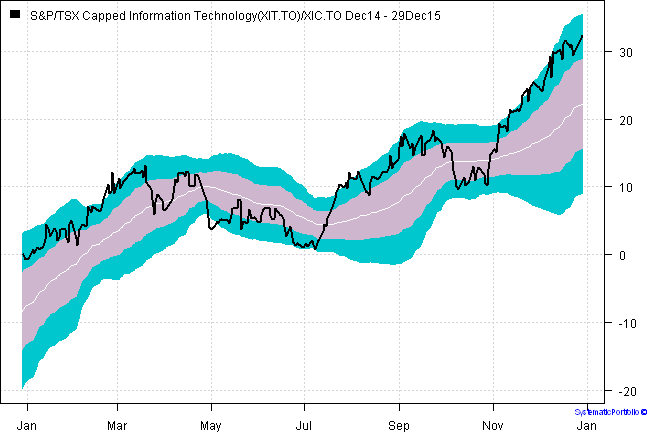 S&P/TSX Capped Information Technology(XIT.TO)/XIC.TO Dec14 - 29Dec15
30
20
10
0
-10
-20
SystematicPortfolio ©
Jan Mar May Jul Sep Nov Jan